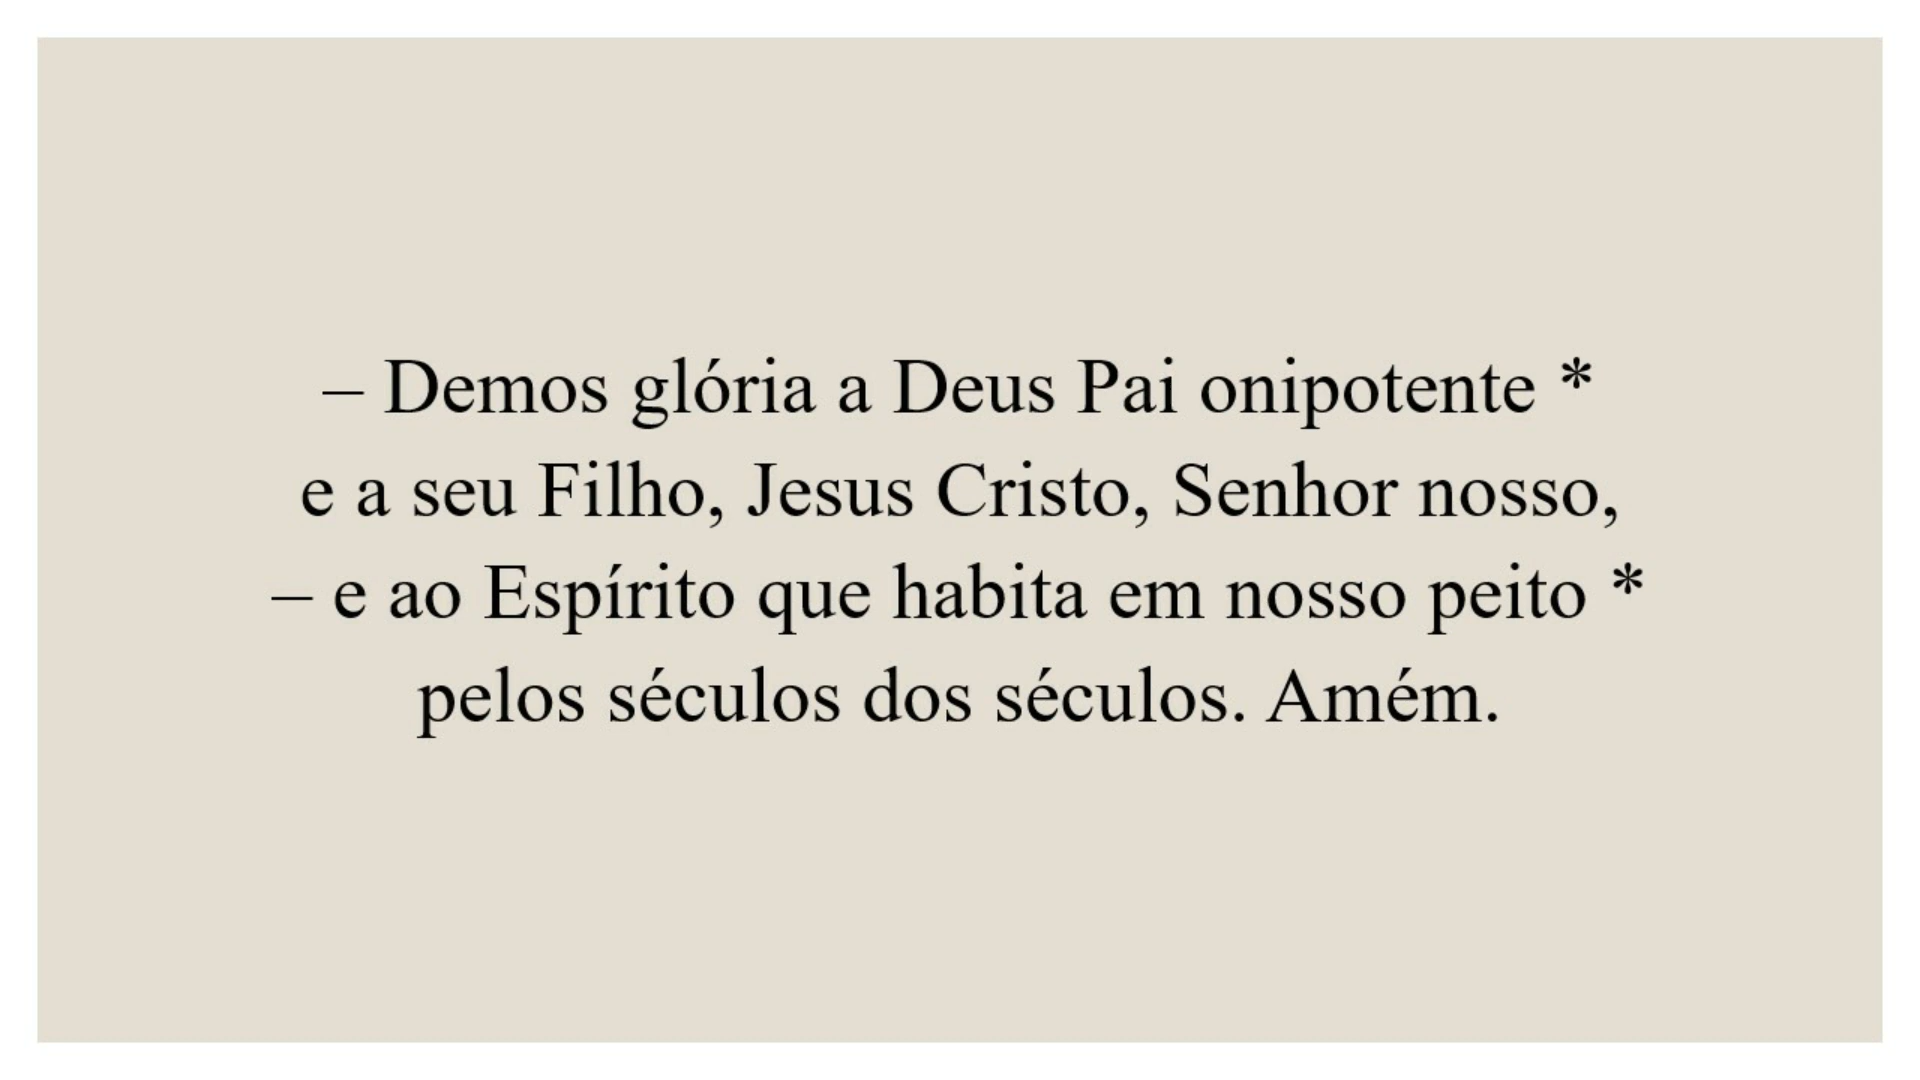 – Demos glória a Deus Pai onipotente *
e a seu Filho, Jesus Cristo, Senhor nosso,
– e ao Espírito que habita em nosso peito *
pelos séculos dos séculos. Amém.